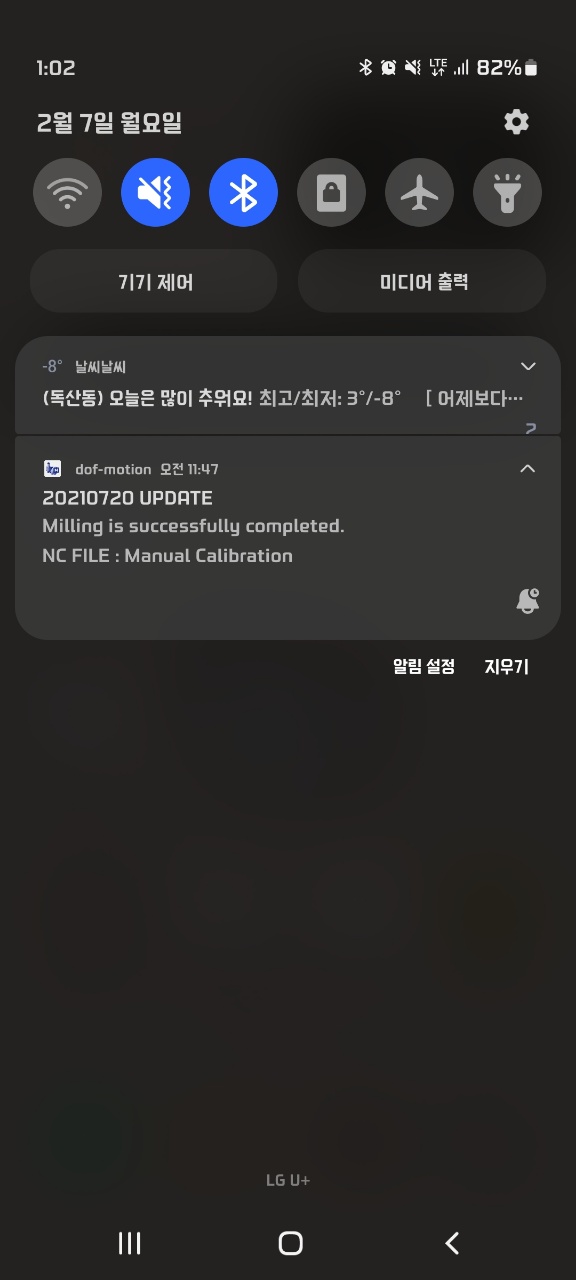 1:02
LTE
82%
2월 7일 월요일
기기 제어
미디어 출력
-8° 날씨날씨
(독산동) 오늘은 많이 추워요! 최고/최저: 3°/-8° [ 어제보다…
dof-motion 오전 11:47
20210720 UPDATE
Milling is successfully completed.
NC FILE : Manual Calibration
알림 설정 지우기
LG U+